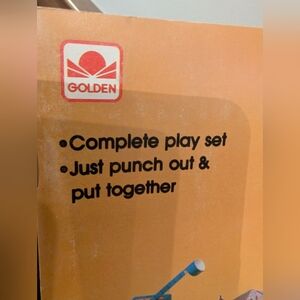 GOLDEN
•Complete play set
•Just punch out &
put together